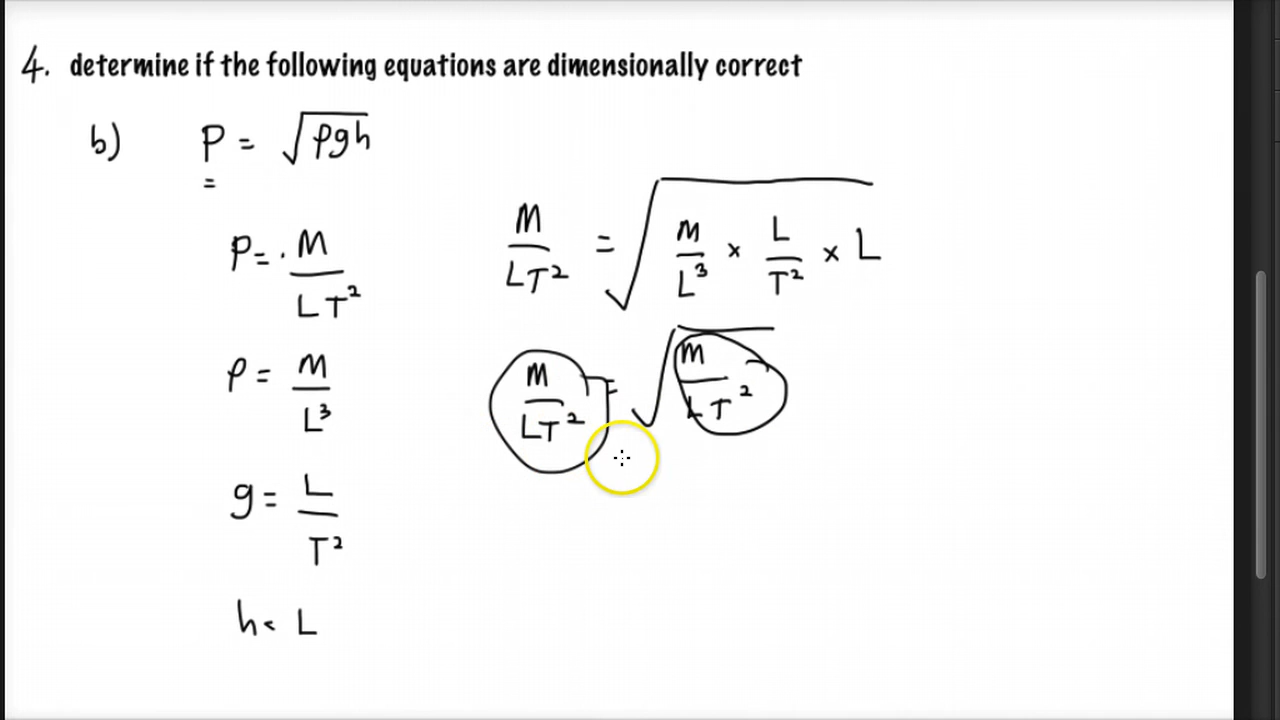 4. determine if the following equations are dimensionally correct
b) P = √ρgh
=
P = . M / LT²
ρ = M / L³
g = L / T²
h = L
M / LT² = √ M / L³ × L / T² × L
M / LT² = √ M / LT²